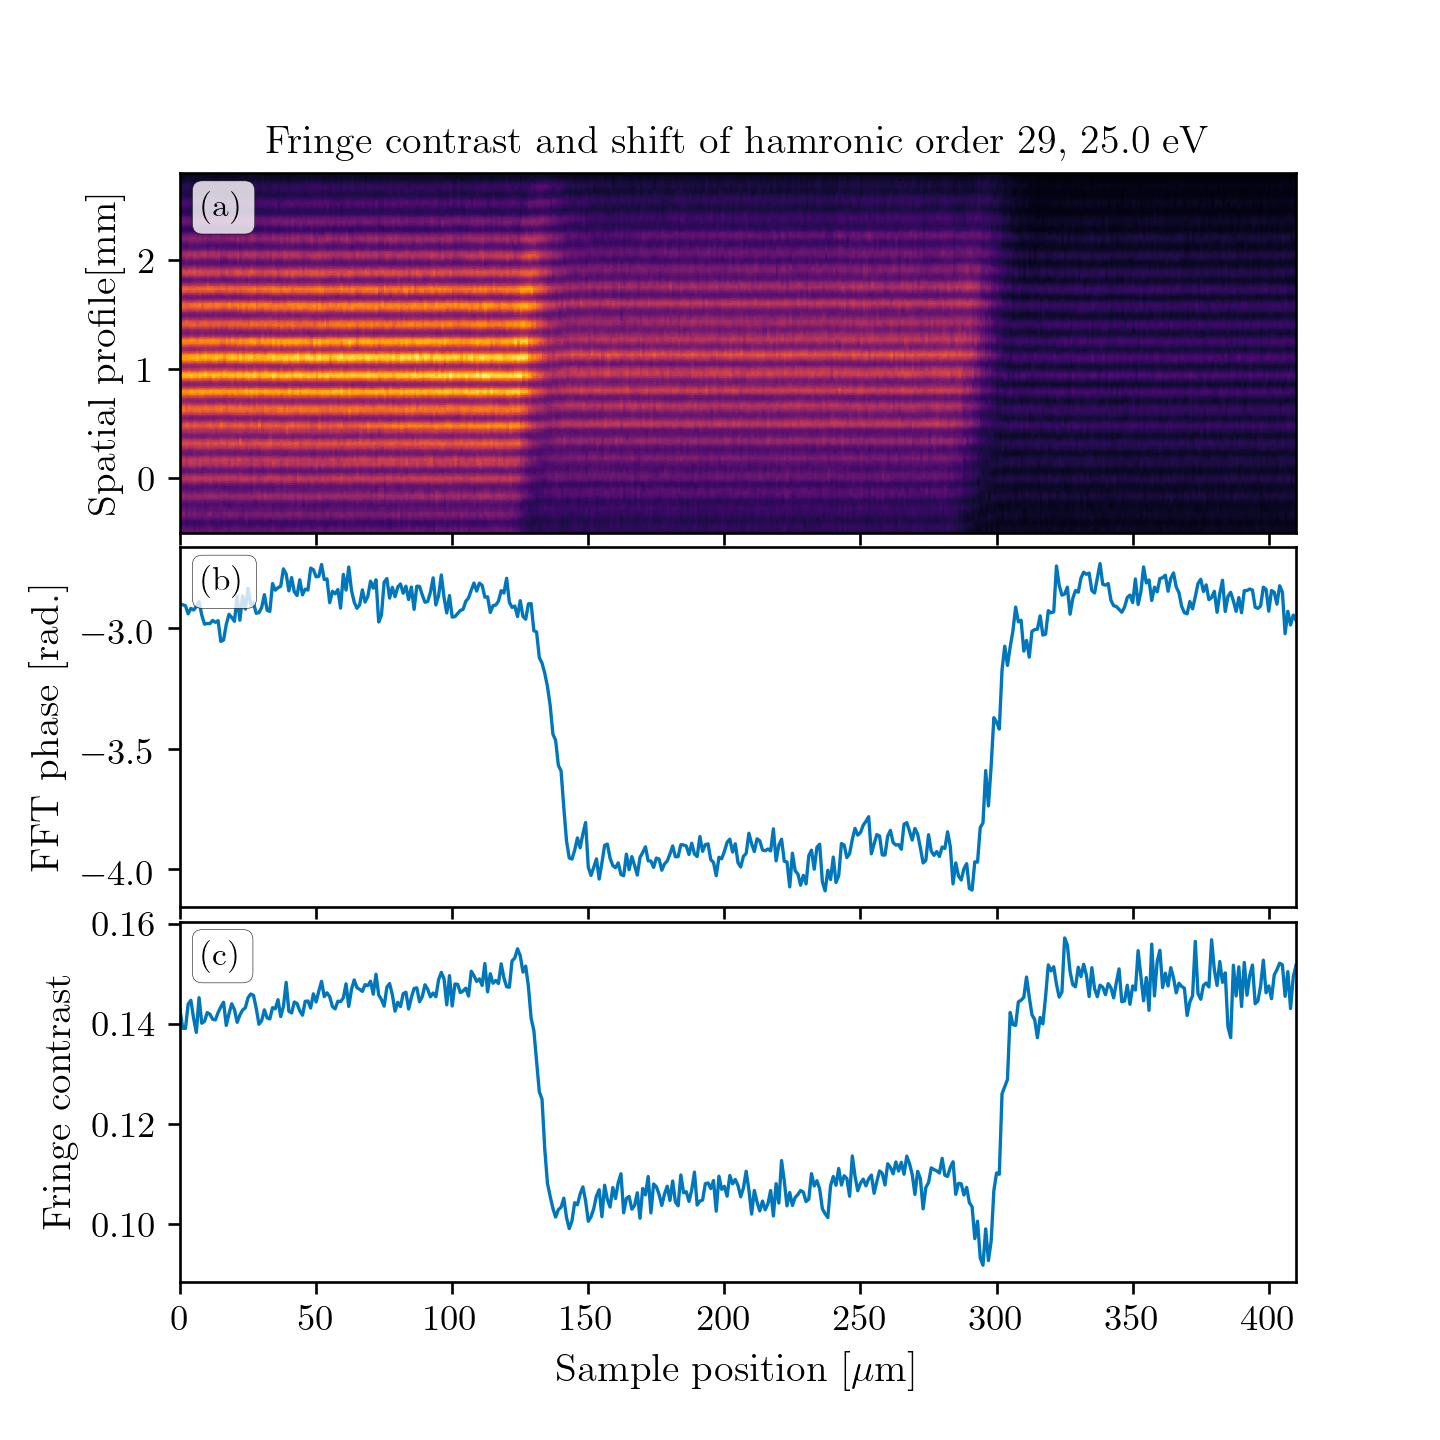 Fringe contrast and shift of hamronic order 29, 25.0 eV
(a)
Spatial profile[mm]
2
1
0
(b)
FFT phase [rad.]
−3.0
−3.5
−4.0
(c)
Fringe contrast
0.16
0.14
0.12
0.10
0 50 100 150 200 250 300 350 400
Sample position [μm]